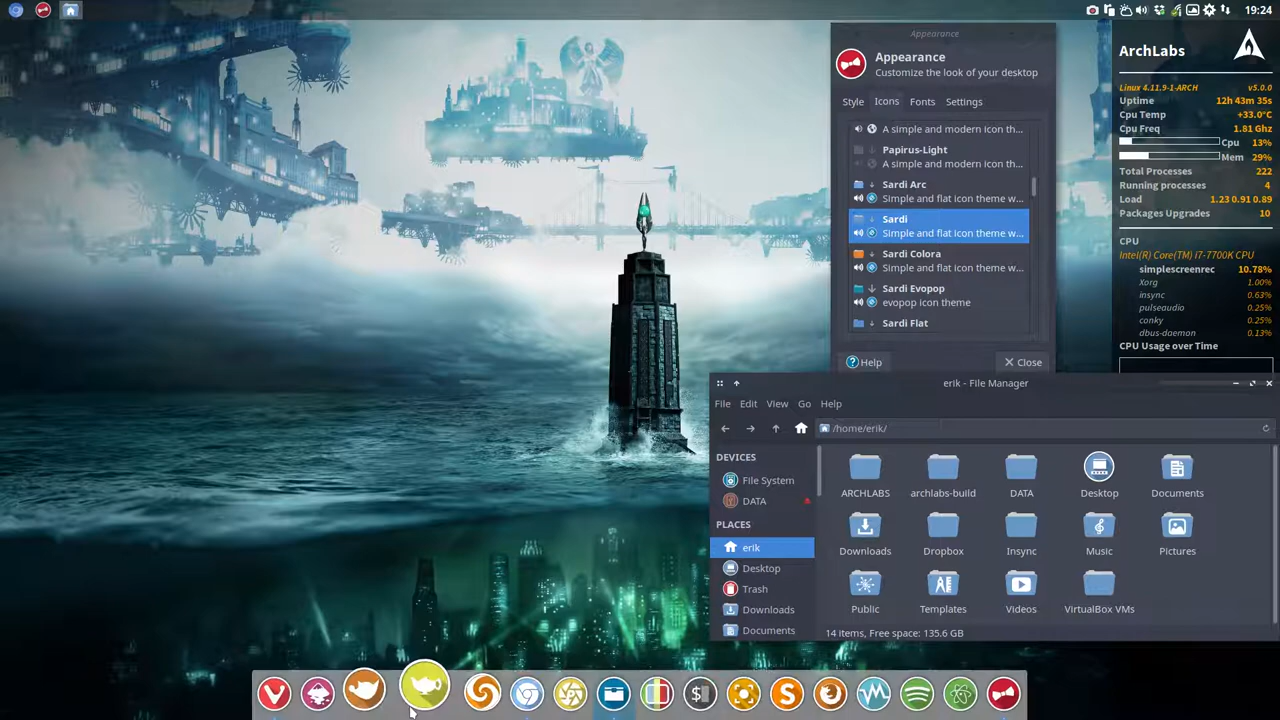 19:24
Appearance
Appearance
Customize the look of your desktop
Style Icons Fonts Settings
A simple and modern icon th...
Papirus-Light
A simple and modern icon th...
Sardi Arc
Simple and flat icon theme w...
Sardi
Simple and flat icon theme w...
Sardi Colora
Simple and flat icon theme w...
Sardi Evopop
evopop icon theme
Sardi Flat
Help Close
ArchLabs
Linux 4.11.9-1-ARCH v5.0.0
Uptime 12h 43m 35s
Cpu Temp +33.0°C
Cpu Freq 1.81 Ghz
Cpu 13%
Mem 29%
Total Processes 222
Running processes 4
Load 1.23 0.91 0.89
Packages Upgrades 10
CPU
Intel(R) Core(TM) I7-7700K CPU
simplescreenrec 10.78%
Xorg 1.00%
insync 0.63%
pulseaudio 0.25%
conky 0.25%
dbus-daemon 0.13%
CPU Usage over Time
erik - File Manager
File Edit View Go Help
/home/erik/
DEVICES
File System
DATA
PLACES
erik
Desktop
Trash
Downloads
Documents
ARCHLABS archlabs-build DATA Desktop Documents
Downloads Dropbox Insync Music Pictures
Public Templates Videos VirtualBox VMs
14 items, Free space: 135.6 GB